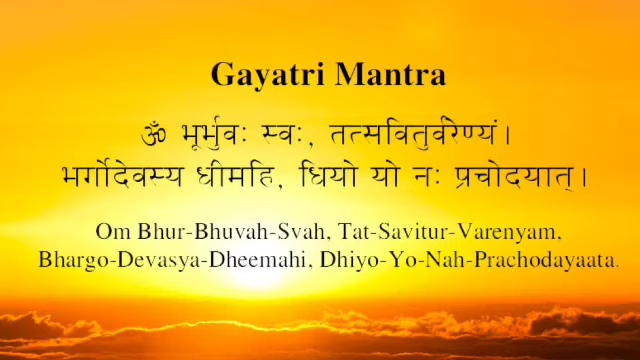 Gayatri Mantra
ॐ भूर्भुवः स्वः, तत्सवितुर्वरेण्यं।
भर्गोदेवस्य धीमहि, धियो यो नः प्रचोदयात्।
Om Bhur-Bhuvah-Svah, Tat-Savitur-Varenyam,
Bhargo-Devasya-Dheemahi, Dhiyo-Yo-Nah-Prachodayaata.